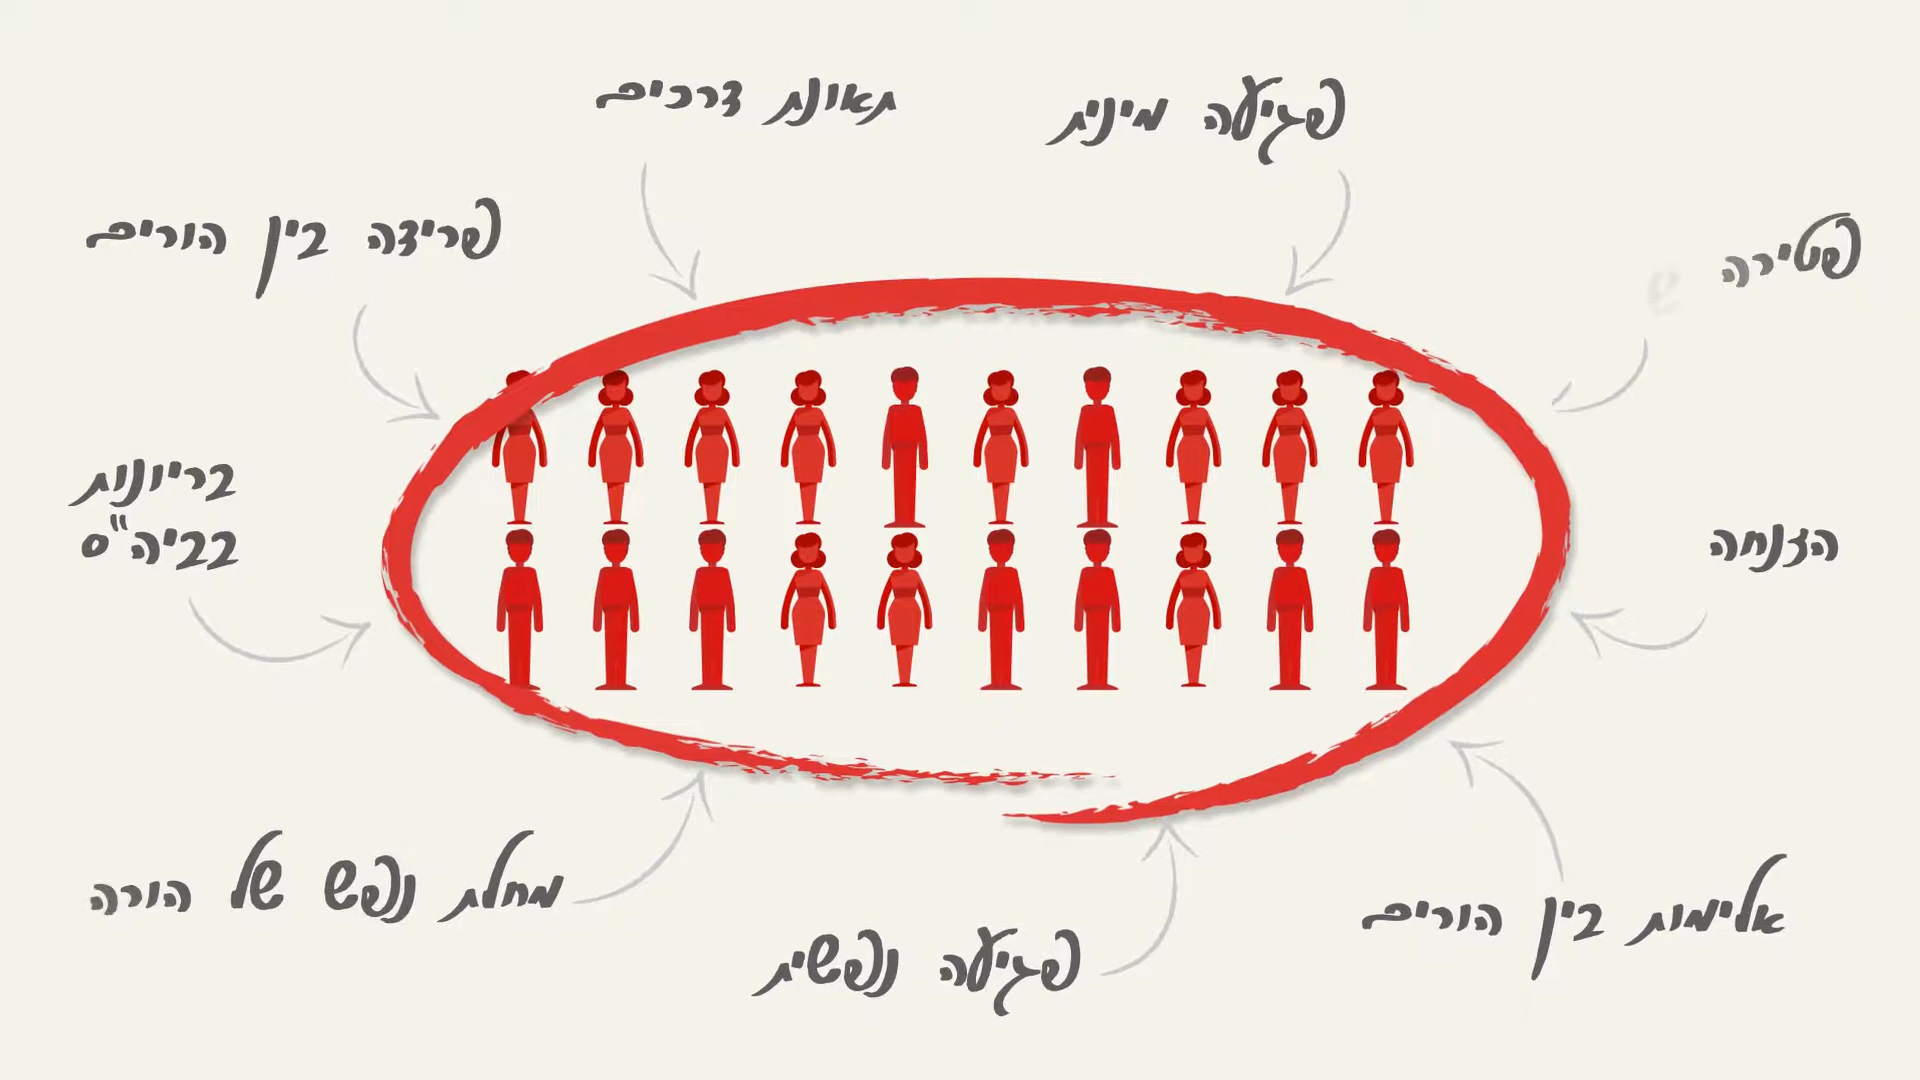 תאונת דרכים
פגיעה מינית
פרידה בין הורים
פטירה ש
בריונות
בביה"ס
הזנחה
מחלת נפש של הורה
פגיעה נפשית
אלימות בין הורים